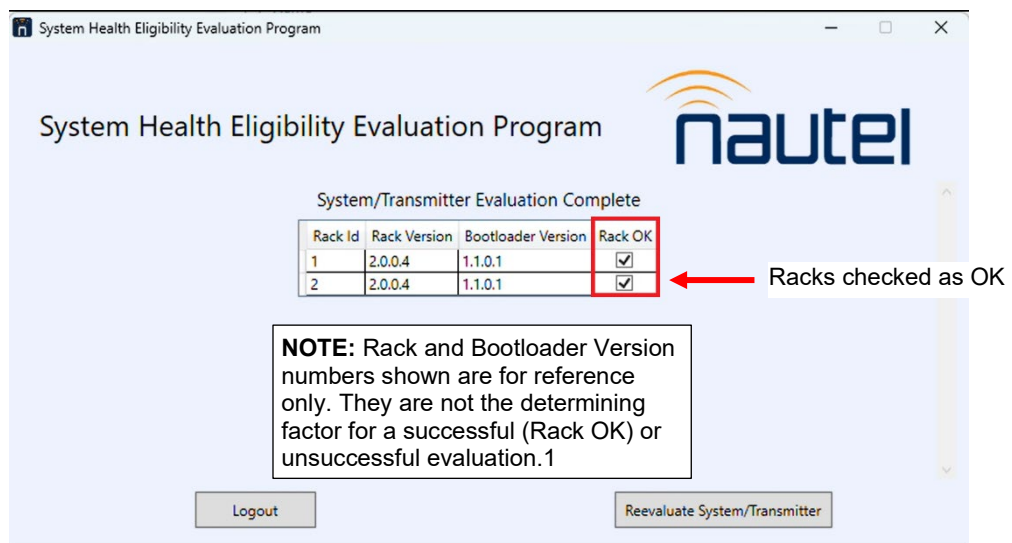 System Health Eligibility Evaluation Program
System Health Eligibility Evaluation Program
nautel
System/Transmitter Evaluation Complete
Rack Id Rack Version Bootloader Version Rack OK
1 2.0.0.4 1.1.0.1
2 2.0.0.4 1.1.0.1
Racks checked as OK
NOTE: Rack and Bootloader Version
numbers shown are for reference
only. They are not the determining
factor for a successful (Rack OK) or
unsuccessful evaluation.1
Logout
Reevaluate System/Transmitter